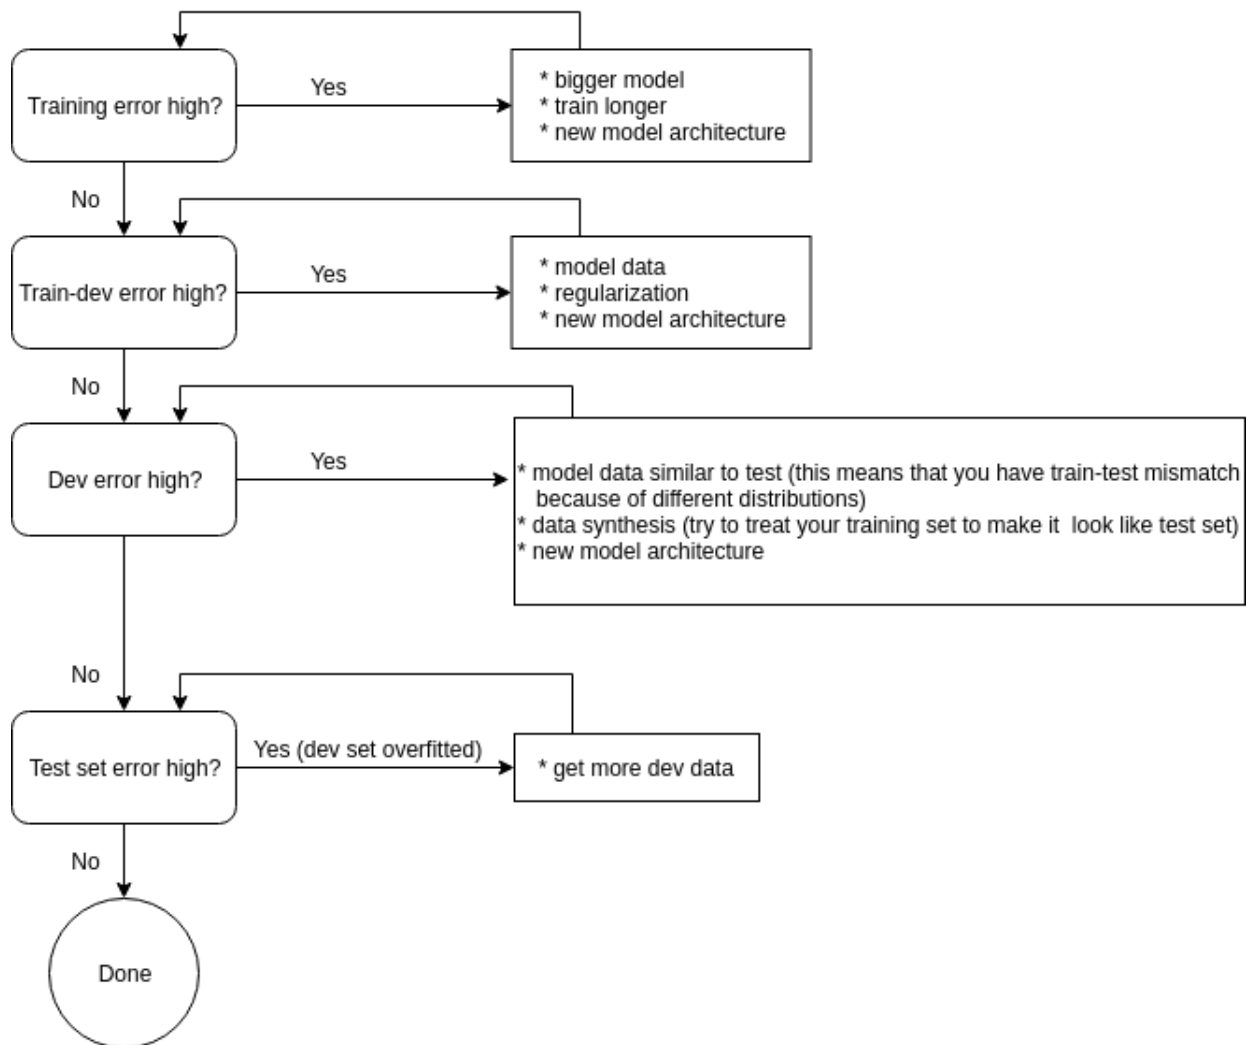 Training error high?
Yes
* bigger model
* train longer
* new model architecture
No
Train-dev error high?
Yes
* model data
* regularization
* new model architecture
No
Dev error high?
Yes
* model data similar to test (this means that you have train-test mismatch
because of different distributions)
* data synthesis (try to treat your training set to make it look like test set)
* new model architecture
No
Test set error high?
Yes (dev set overfitted)
* get more dev data
No
Done